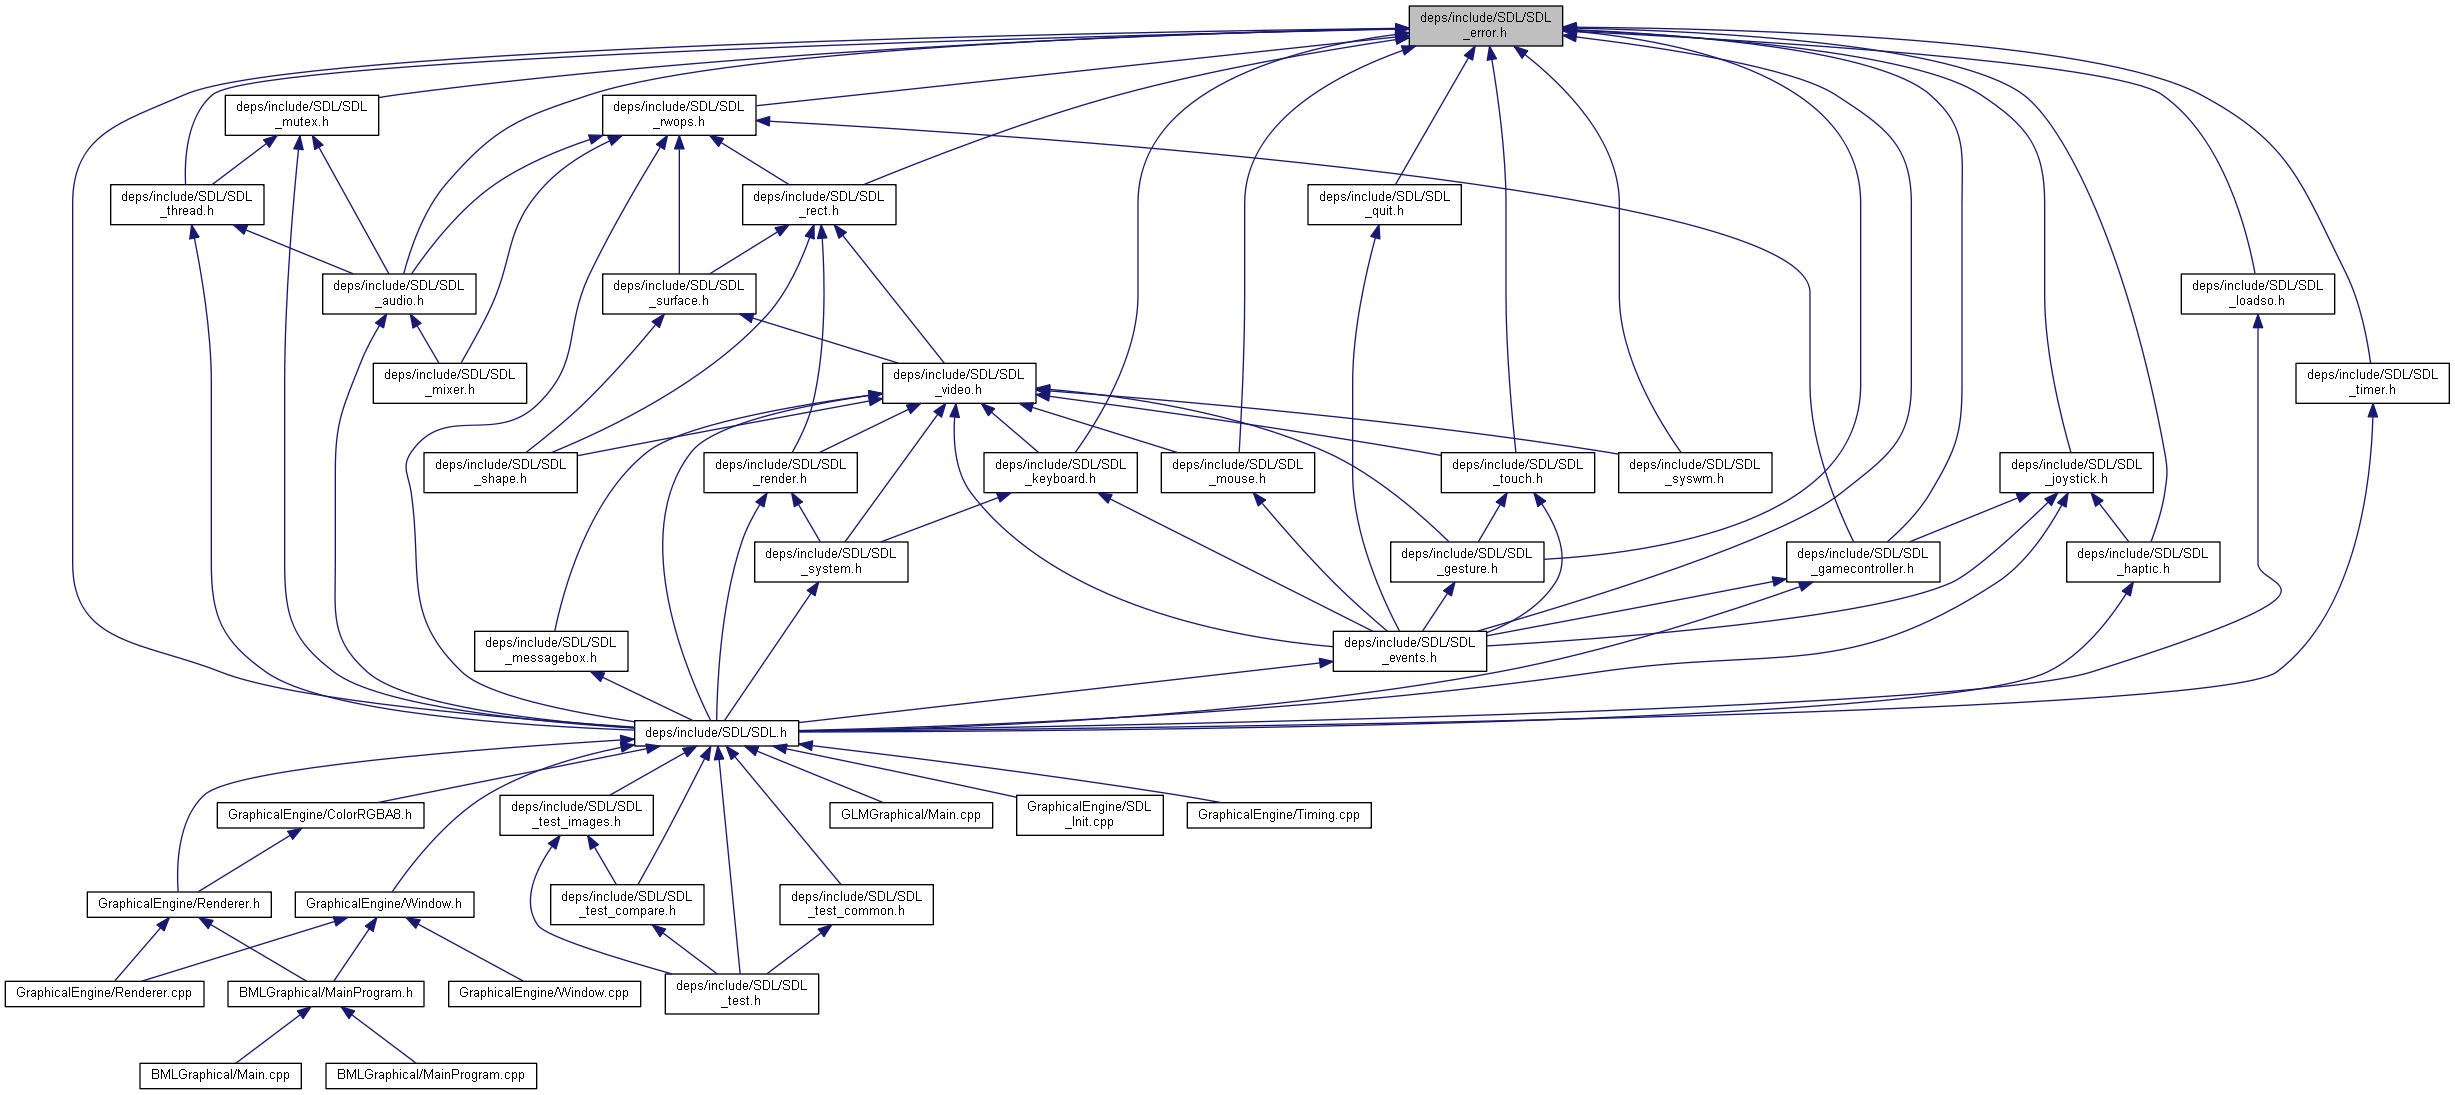 deps/include/SDL/SDL
_error.h
deps/include/SDL/SDL
_mutex.h
deps/include/SDL/SDL
_rwops.h
deps/include/SDL/SDL
_thread.h
deps/include/SDL/SDL
_rect.h
deps/include/SDL/SDL
_quit.h
deps/include/SDL/SDL
_audio.h
deps/include/SDL/SDL
_surface.h
deps/include/SDL/SDL
_loadso.h
deps/include/SDL/SDL
_mixer.h
deps/include/SDL/SDL
_video.h
deps/include/SDL/SDL
_timer.h
deps/include/SDL/SDL
_shape.h
deps/include/SDL/SDL
_render.h
deps/include/SDL/SDL
_keyboard.h
deps/include/SDL/SDL
_mouse.h
deps/include/SDL/SDL
_touch.h
deps/include/SDL/SDL
_syswm.h
deps/include/SDL/SDL
_joystick.h
deps/include/SDL/SDL
_system.h
deps/include/SDL/SDL
_gesture.h
deps/include/SDL/SDL
_gamecontroller.h
deps/include/SDL/SDL
_haptic.h
deps/include/SDL/SDL
_messagebox.h
deps/include/SDL/SDL
_events.h
deps/include/SDL/SDL.h
GraphicalEngine/ColorRGBA8.h
deps/include/SDL/SDL
_test_images.h
GLMGraphical/Main.cpp
GraphicalEngine/SDL
_Init.cpp
GraphicalEngine/Timing.cpp
GraphicalEngine/Renderer.h
GraphicalEngine/Window.h
deps/include/SDL/SDL
_test_compare.h
deps/include/SDL/SDL
_test_common.h
GraphicalEngine/Renderer.cpp
BMLGraphical/MainProgram.h
GraphicalEngine/Window.cpp
deps/include/SDL/SDL
_test.h
BMLGraphical/Main.cpp
BMLGraphical/MainProgram.cpp